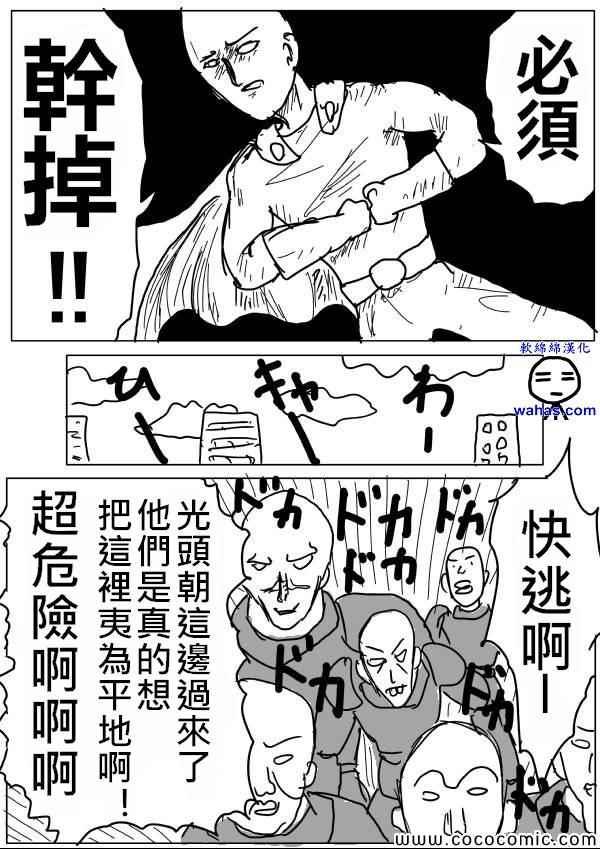 必須
幹掉!!
軟綿綿漢化
wahas.com
わー
キャー
ひー
快逃啊ー
ドカ
ドカ
ドカ
ドカ
ドカ
ドカ
ドカ
光頭朝這邊過來了
他們是真的想
把這裡夷為平地啊！
超危險啊啊啊
www.cococomic.com